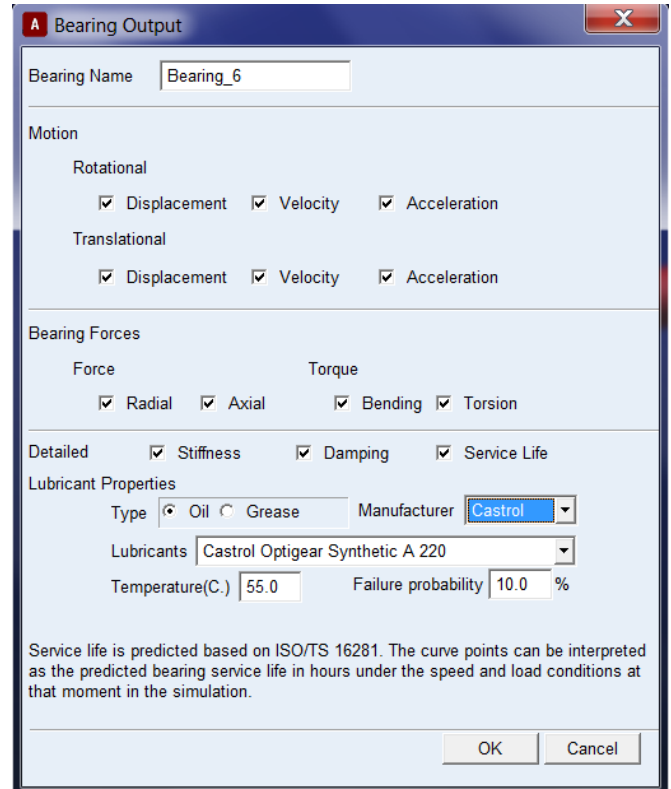 A Bearing Output X
Bearing Name Bearing_6
Motion
Rotational
Displacement Velocity Acceleration
Translational
Displacement Velocity Acceleration
Bearing Forces
Force Torque
Radial Axial Bending Torsion
Detailed Stiffness Damping Service Life
Lubricant Properties
Type Oil Grease Manufacturer Castrol
Lubricants Castrol Optigear Synthetic A 220
Temperature(C.) 55.0 Failure probability 10.0 %
Service life is predicted based on ISO/TS 16281. The curve points can be interpreted
as the predicted bearing service life in hours under the speed and load conditions at
that moment in the simulation.
OK Cancel